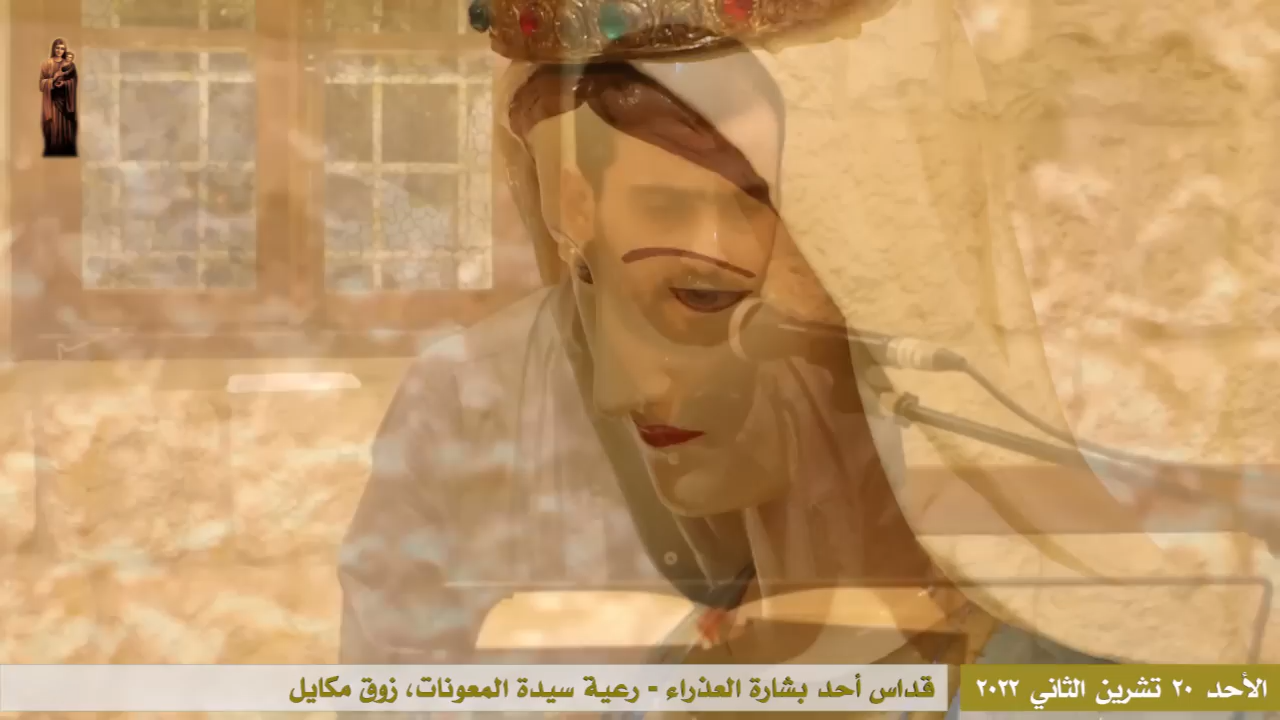 الأحد ٢٠ تشرين الثاني ٢٠٢٢
قداس أحد بشارة العذراء - رعية سيدة المعونات، زوق مكايل